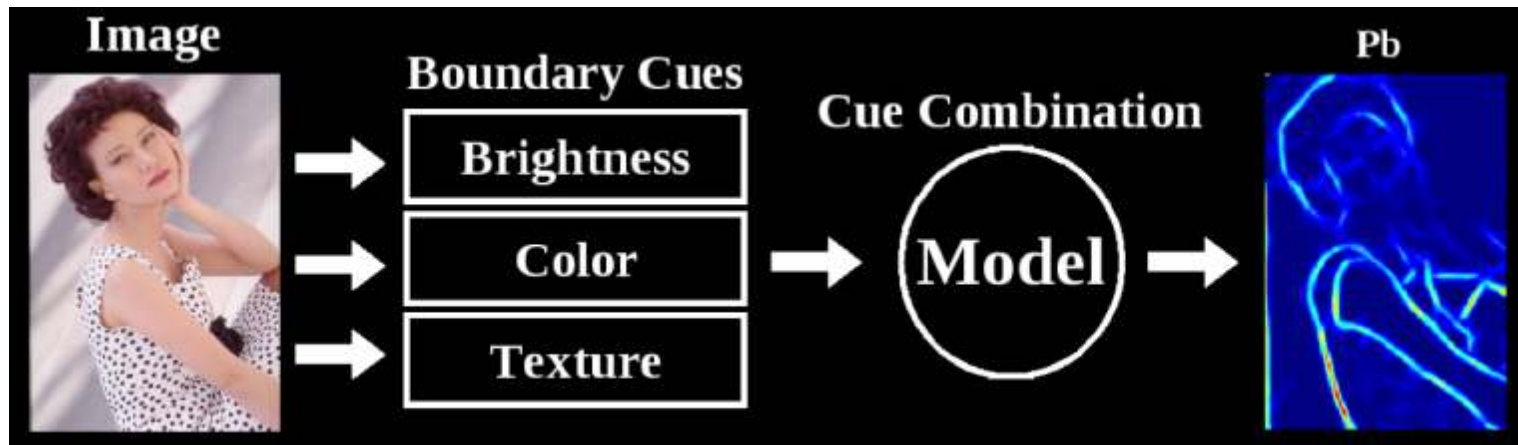 Image
Boundary Cues
Brightness
Color
Texture
Cue Combination
Model
Pb